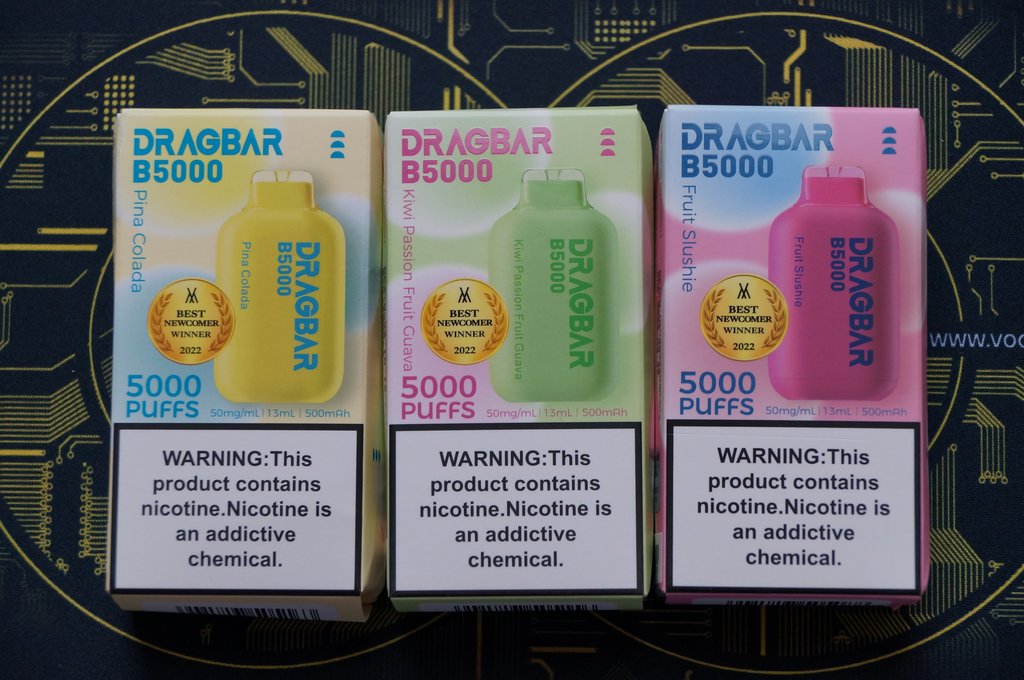 DRAGBAR
B5000
Pina Colada
Pina Colada
DRAGBAR
B5000
BEST
NEWCOMER
WINNER
2022
5000
PUFFS
50mg/mL | 13mL | 500mAh
WARNING:This
product contains
nicotine.Nicotine is
an addictive
chemical.
DRAGBAR
B5000
Kiwi Passion Fruit Guava
Kiwi Passion Fruit Guava
DRAGBAR
B5000
BEST
NEWCOMER
WINNER
2022
5000
PUFFS
50mg/mL | 13mL | 500mAh
WARNING:This
product contains
nicotine.Nicotine is
an addictive
chemical.
DRAGBAR
B5000
Fruit Slushie
Fruit Slushie
DRAGBAR
B5000
BEST
NEWCOMER
WINNER
2022
5000
PUFFS
50mg/mL | 13mL | 500mAh
WARNING:This
product contains
nicotine.Nicotine is
an addictive
chemical.
www.voo